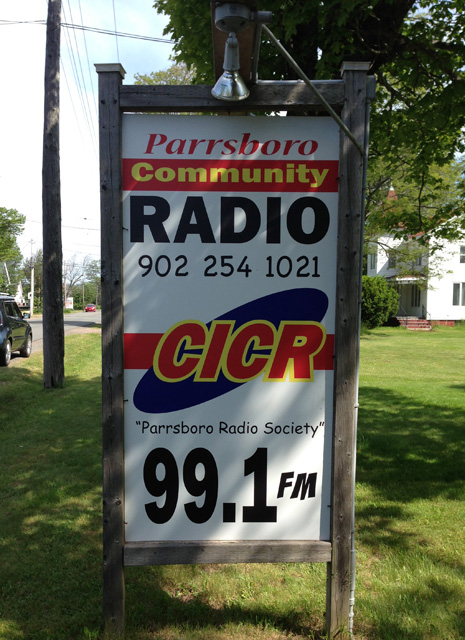 Parrsboro
Community
RADIO
902 254 1021
CICR
"Parrsboro Radio Society"
99.1 FM